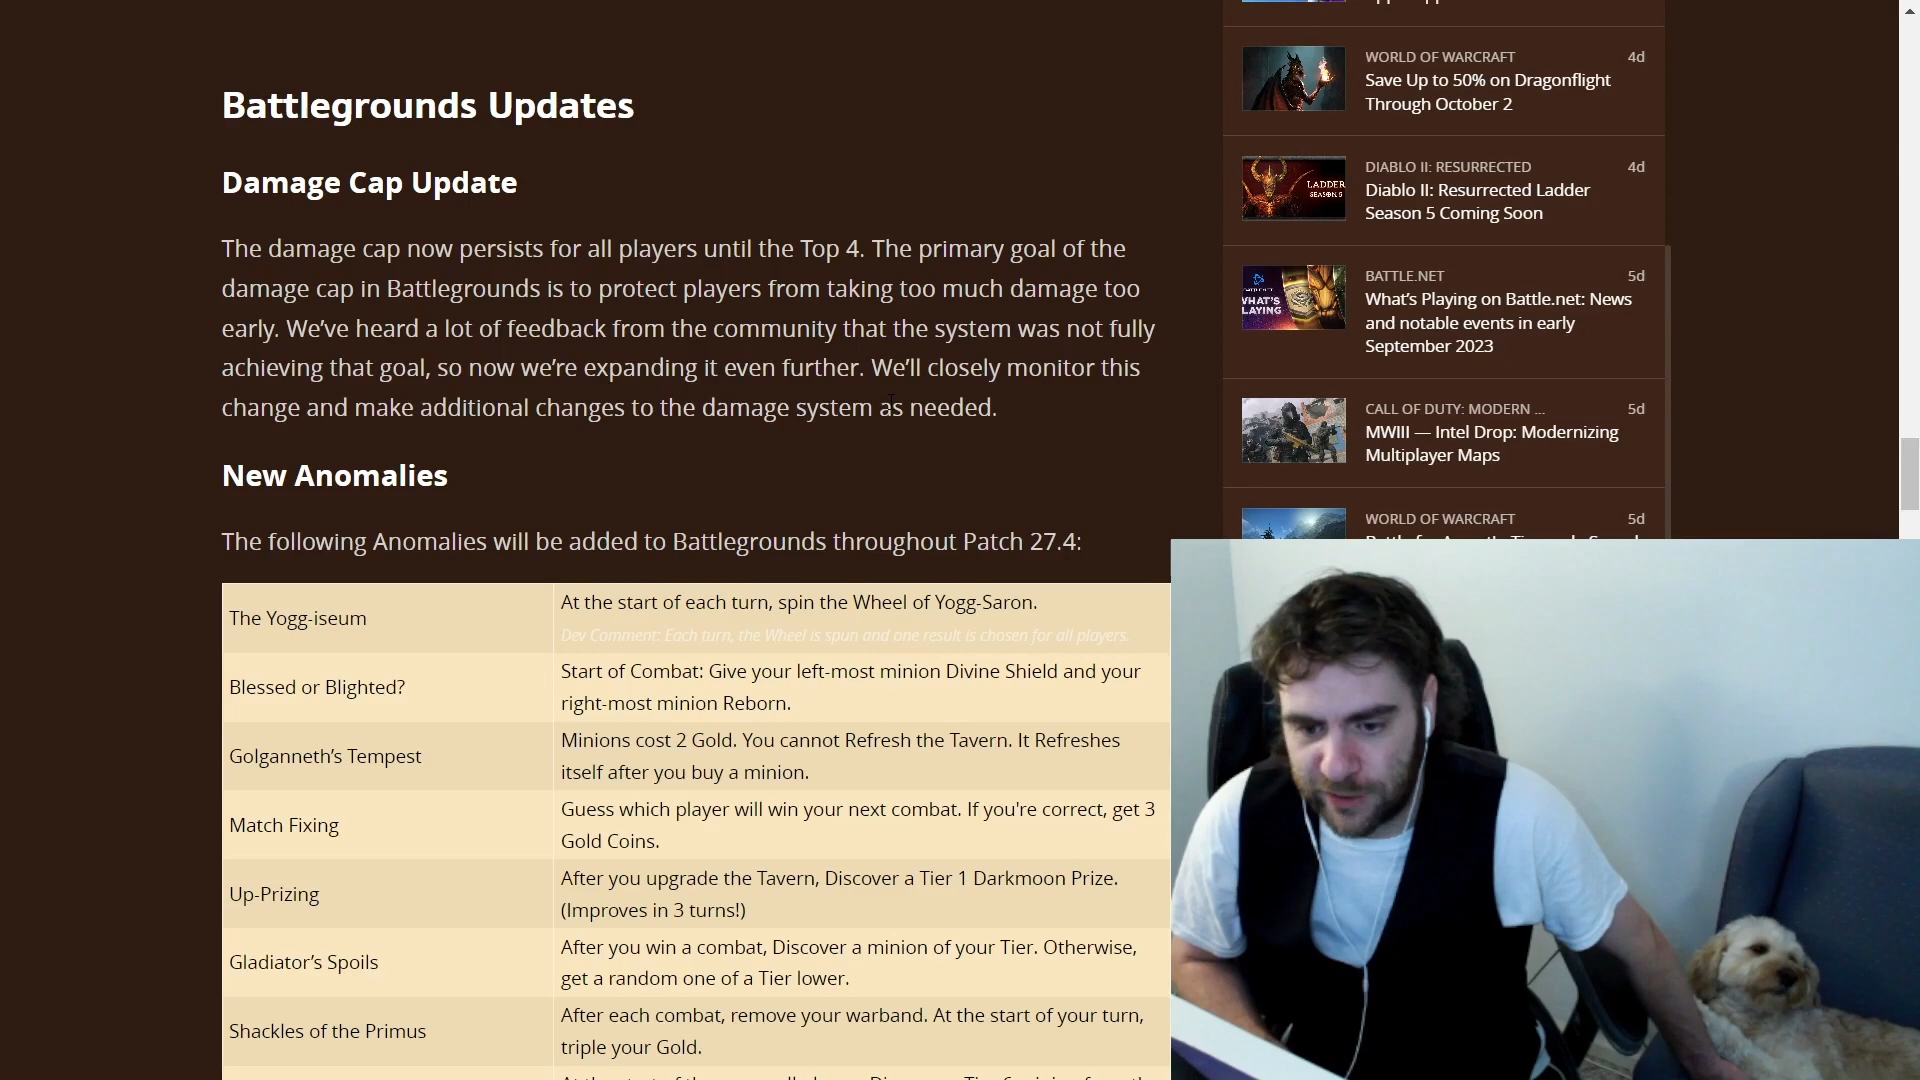 Battlegrounds Updates
Damage Cap Update
The damage cap now persists for all players until the Top 4. The primary goal of the
damage cap in Battlegrounds is to protect players from taking too much damage too
early. We’ve heard a lot of feedback from the community that the system was not fully
achieving that goal, so now we’re expanding it even further. We’ll closely monitor this
change and make additional changes to the damage system as needed.
New Anomalies
The following Anomalies will be added to Battlegrounds throughout Patch 27.4:
The Yogg-iseum
At the start of each turn, spin the Wheel of Yogg-Saron.
Dev Comment: Each turn, the Wheel is spun and one result is chosen for all players.
Blessed or Blighted?
Start of Combat: Give your left-most minion Divine Shield and your
right-most minion Reborn.
Golganneth’s Tempest
Minions cost 2 Gold. You cannot Refresh the Tavern. It Refreshes
itself after you buy a minion.
Match Fixing
Guess which player will win your next combat. If you're correct, get 3
Gold Coins.
Up-Prizing
After you upgrade the Tavern, Discover a Tier 1 Darkmoon Prize.
(Improves in 3 turns!)
Gladiator’s Spoils
After you win a combat, Discover a minion of your Tier. Otherwise,
get a random one of a Tier lower.
Shackles of the Primus
After each combat, remove your warband. At the start of your turn,
triple your Gold.
WORLD OF WARCRAFT 4d
Save Up to 50% on Dragonflight
Through October 2
LADDER
SEASON 5
DIABLO II: RESURRECTED 4d
Diablo II: Resurrected Ladder
Season 5 Coming Soon
WHAT'S
LAYING
BATTLE.NET 5d
What’s Playing on Battle.net: News
and notable events in early
September 2023
CALL OF DUTY: MODERN ... 5d
MWIII — Intel Drop: Modernizing
Multiplayer Maps
WORLD OF WARCRAFT 5d